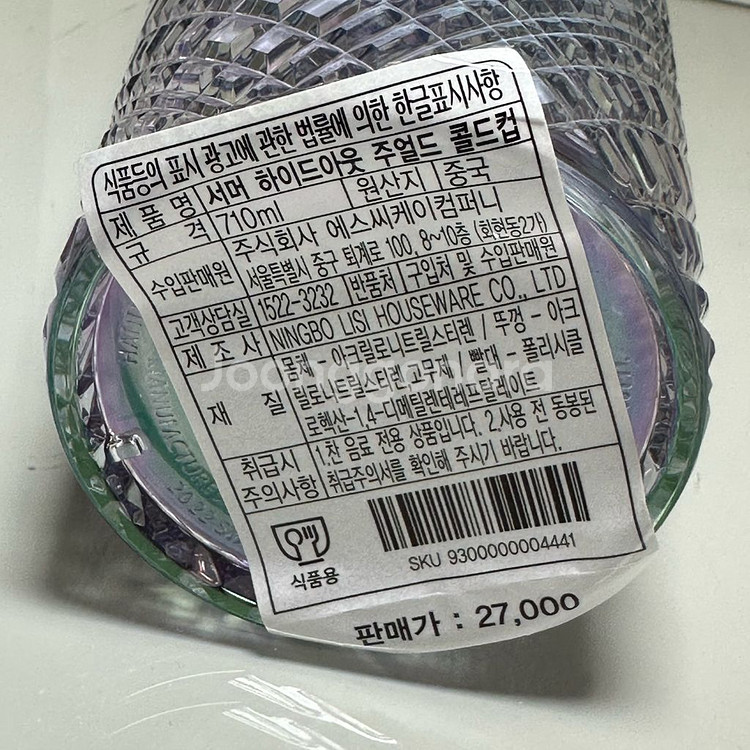 식품등의 표시 광고에 관한 법률에 의한 한글표시사항
제 품 명 서머 하이드아웃 주얼드 콜드컵
규 격 710ml 원산지 중국
수입판매원 주식회사 에스씨케이컴퍼니
서울특별시 중구 퇴계로 100, 8~10층 (회현동2가)
고객상담실 1522-3232 반품처 구입처 및 수입판매원
제 조 사 NINGBO LISI HOUSEWARE CO., LTD
재 질 몸체 - 아크릴로니트릴스티렌 / 뚜껑 - 아크
릴로니트릴스티렌, 고무제 빨대 - 폴리시클
로헥산-1,4-디메틸렌테레프탈레이트
취급시 주의사항 1.찬 음료 전용 상품입니다. 2.사용 전 동봉된
취급주의서를 확인해 주시기 바랍니다.
식품용
SKU 9300000004441
판매가 : 27,000
Joonggonara
MANUFACTUR
2022 S